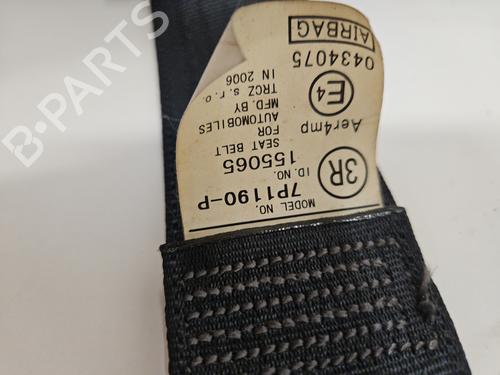 MODEL NO.
7P1190-P
3R
ID. NO.
155065
SEAT BELT
FOR
AUTOMOBILES
MFD. BY
TRCZ s. r. o.
IN 2006
Aer4mp
E4
0434075
AIRBAG
B-PARTS